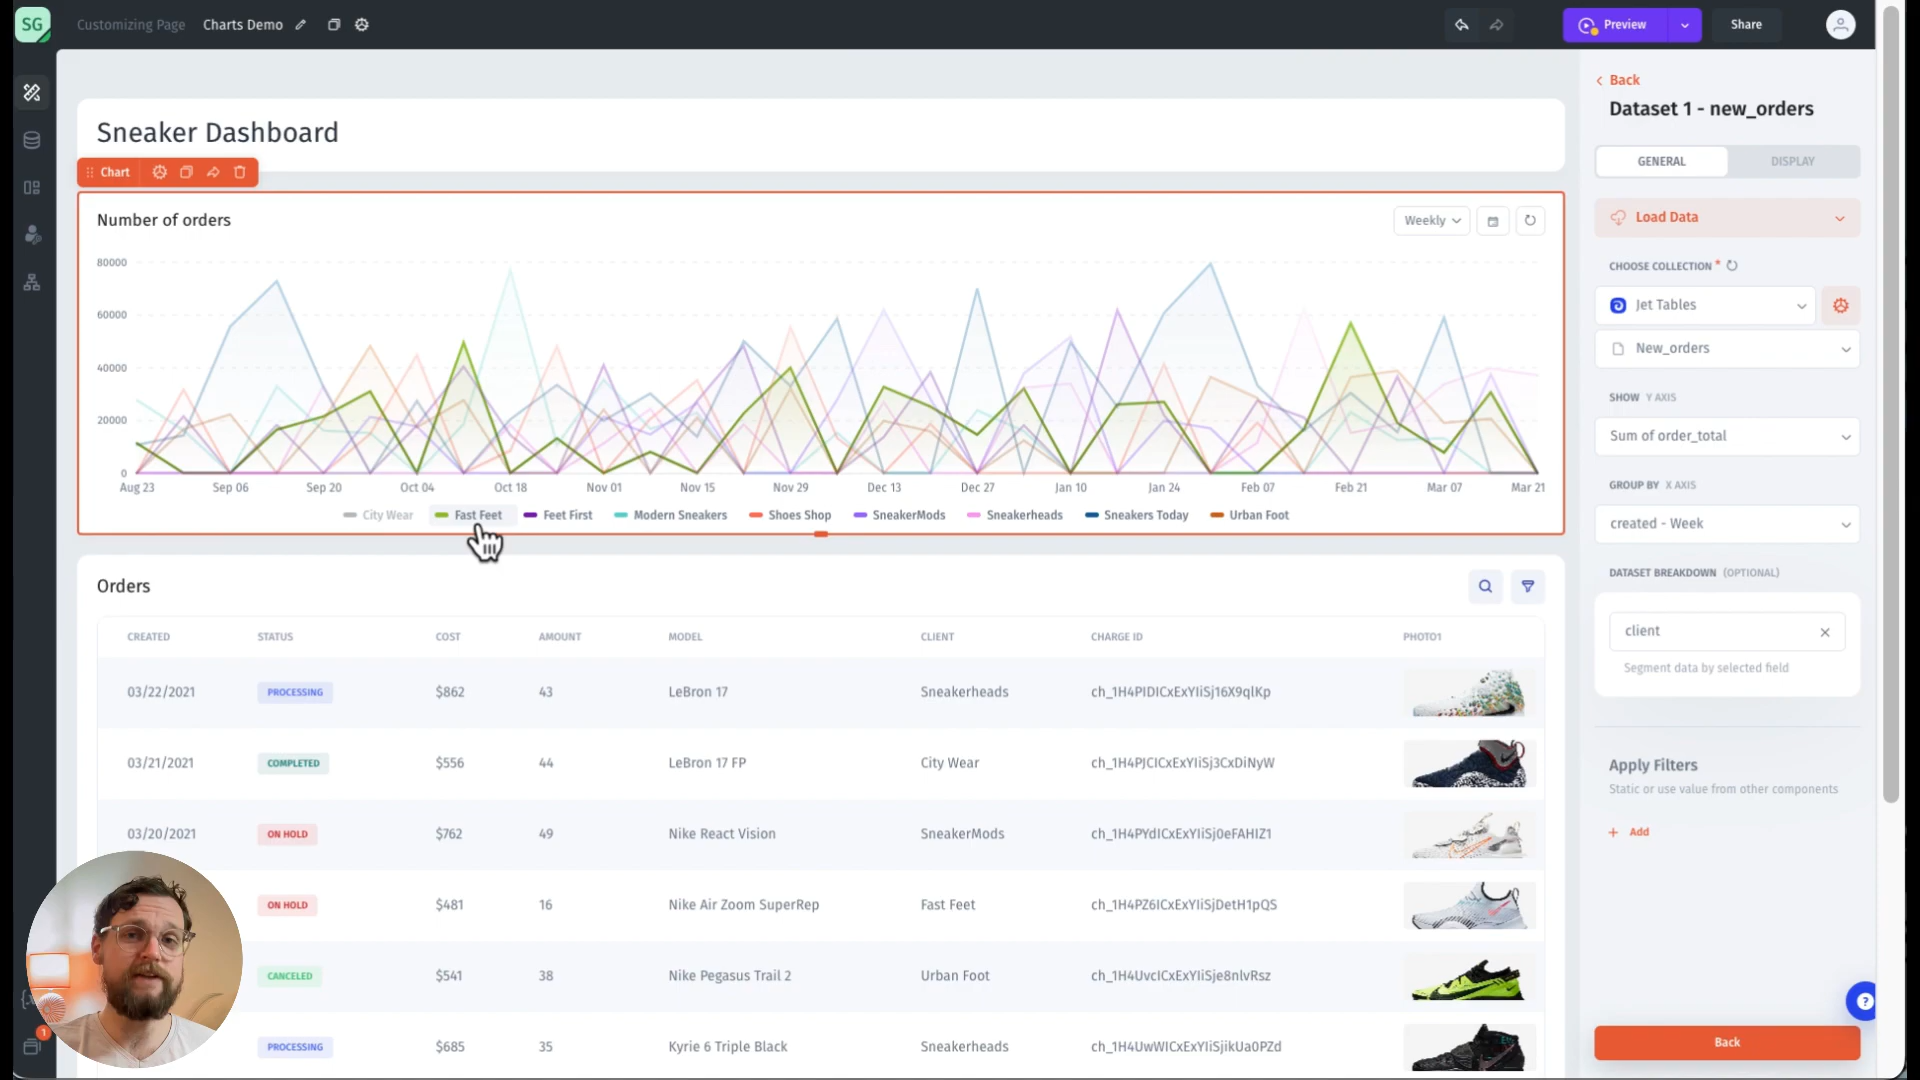 SG
Customizing Page
Charts Demo
Preview
Share
Sneaker Dashboard
Chart
Number of orders
Weekly
80000
60000
40000
20000
0
Aug 23 Sep 06 Sep 20 Oct 04 Oct 18 Nov 01 Nov 15 Nov 29 Dec 13 Dec 27 Jan 10 Jan 24 Feb 07 Feb 21 Mar 07 Mar 21
City Wear Fast Feet Feet First Modern Sneakers Shoes Shop SneakerMods Sneakerheads Sneakers Today Urban Foot
Orders
CREATED STATUS COST AMOUNT MODEL CLIENT CHARGE ID PHOTO1
03/22/2021 PROCESSING $862 43 LeBron 17 Sneakerheads ch_1H4PIDICxExYIiSj16X9qlKp
03/21/2021 COMPLETED $556 44 LeBron 17 FP City Wear ch_1H4PJCICxExYIiSj3CxDiNyW
03/20/2021 ON HOLD $762 49 Nike React Vision SneakerMods ch_1H4PYdICxExYIiSj0eFAHIZ1
ON HOLD $481 16 Nike Air Zoom SuperRep Fast Feet ch_1H4PZ6ICxExYIiSjDetH1pQS
CANCELED $541 38 Nike Pegasus Trail 2 Urban Foot ch_1H4UvcICxExYIiSje8nlvRsz
PROCESSING $685 35 Kyrie 6 Triple Black Sneakerheads ch_1H4UwWICxExYIiSjikUa0PZd
1
Back
Dataset 1 - new_orders
GENERAL DISPLAY
Load Data
CHOOSE COLLECTION *
Jet Tables
New_orders
SHOW Y AXIS
Sum of order_total
GROUP BY X AXIS
created - Week
DATASET BREAKDOWN (OPTIONAL)
client
Segment data by selected field
Apply Filters
Static or use value from other components
+ Add
?
Back